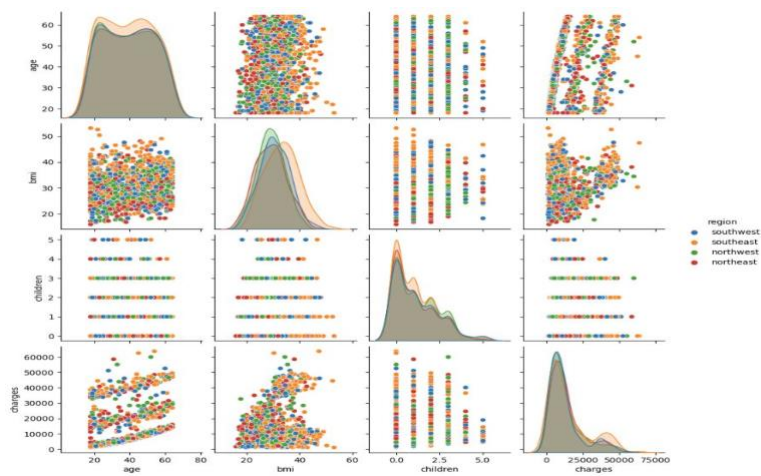 age
60
50
40
30
20
bmi
50
40
30
20
region
southwest
southeast
northwest
northeast
children
5
4
3
2
1
0
charges
60000
50000
40000
30000
20000
10000
0
20 40 60 80
age
20 40 60
bmi
0.0 2.5 5.0
children
0 25000 50000 75000
charges